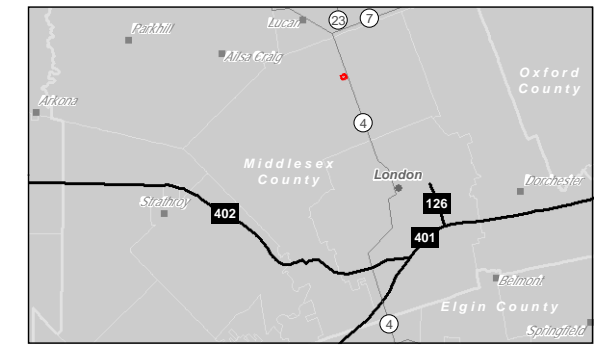 Lucan
23
7
Parkhill
Ailsa Craig
Oxford
County
Arkona
4
Middlesex
County
London
Dorchester
Strathroy
126
402
401
Belmont
Elgin County
4
Springfield